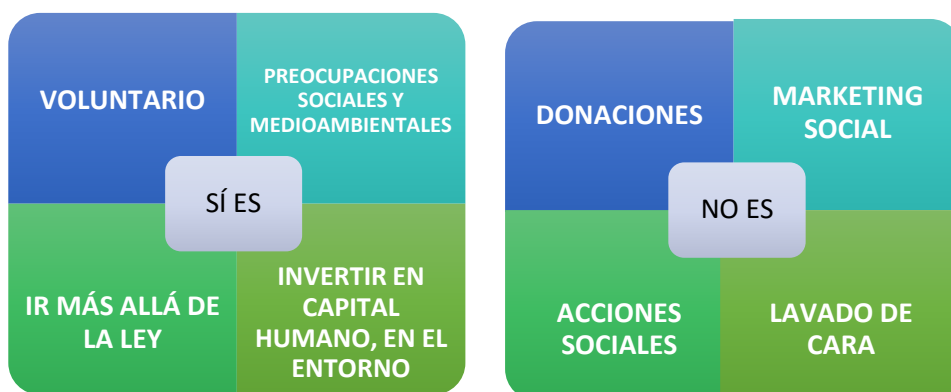 VOLUNTARIO
PREOCUPACIONES
SOCIALES Y
MEDIOAMBIENTALES
SÍ ES
IR MÁS ALLÁ DE
LA LEY
INVERTIR EN
CAPITAL
HUMANO, EN EL
ENTORNO
DONACIONES
MARKETING
SOCIAL
NO ES
ACCIONES
SOCIALES
LAVADO DE
CARA